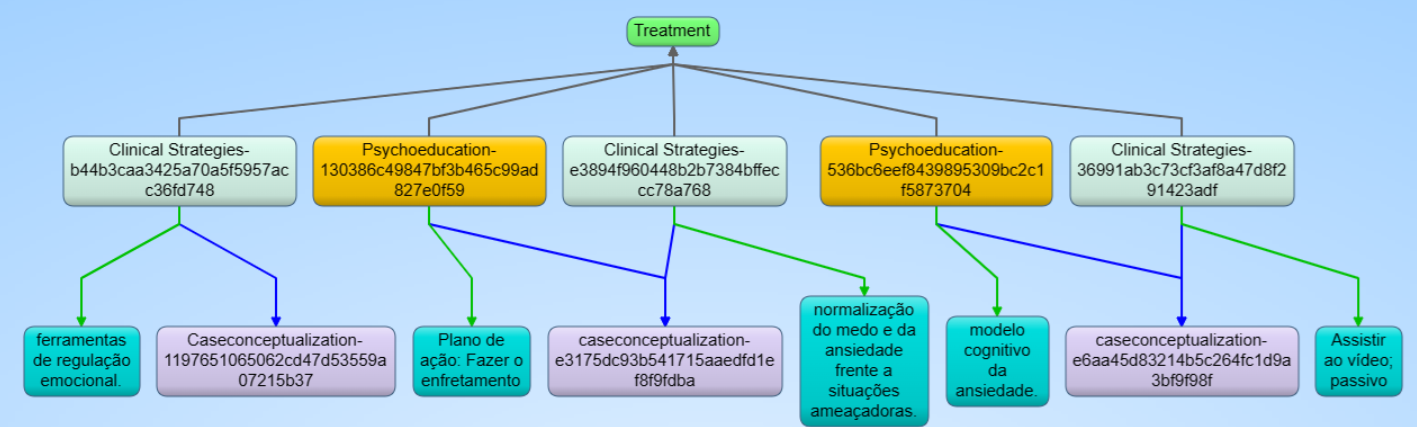 Treatment
Clinical Strategies-
b44b3caa3425a70a5f5957ac
c36fd748
Psychoeducation-
130386c49847bf3b465c99ad
827e0f59
Clinical Strategies-
e3894f960448b2b7384bffec
cc78a768
Psychoeducation-
536bc6eef8439895309bc2c1
f5873704
Clinical Strategies-
36991ab3c73cf3af8a47d8f2
91423adf
ferramentas
de regulação
emocional.
Caseconceptualization-
1197651065062cd47d53559a
07215b37
Plano de
ação: Fazer o
enfretamento
caseconceptualization-
e3175dc93b541715aaedfd1e
f8f9fdba
normalização
do medo e da
ansiedade
frente a
situações
ameaçadoras.
modelo
cognitivo
da
ansiedade.
caseconceptualization-
e6aa45d83214b5c264fc1d9a
3bf9f98f
Assistir
ao vídeo;
passivo